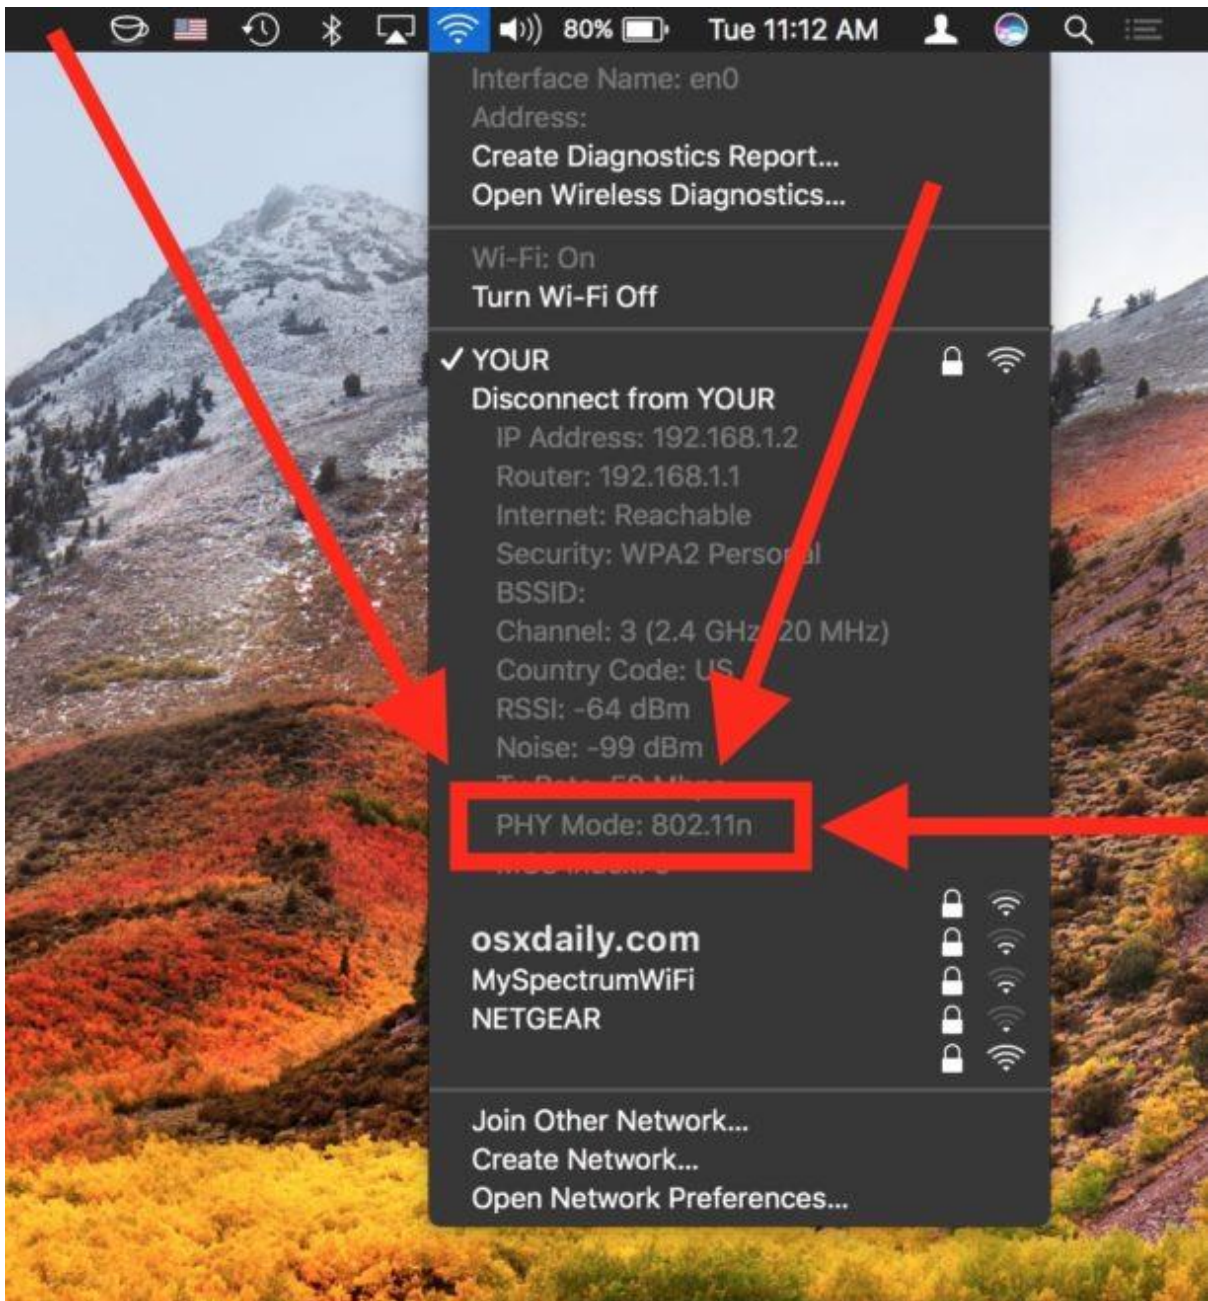 80% Tue 11:12 AM
Interface Name: en0
Address:
Create Diagnostics Report...
Open Wireless Diagnostics...
Wi-Fi: On
Turn Wi-Fi Off
✓ YOUR
Disconnect from YOUR
IP Address: 192.168.1.2
Router: 192.168.1.1
Internet: Reachable
Security: WPA2 Personal
BSSID:
Channel: 3 (2.4 GHz, 20 MHz)
Country Code: US
RSSI: -64 dBm
Noise: -99 dBm
PHY Mode: 802.11n
osxdaily.com
MySpectrumWiFi
NETGEAR
Join Other Network...
Create Network...
Open Network Preferences...